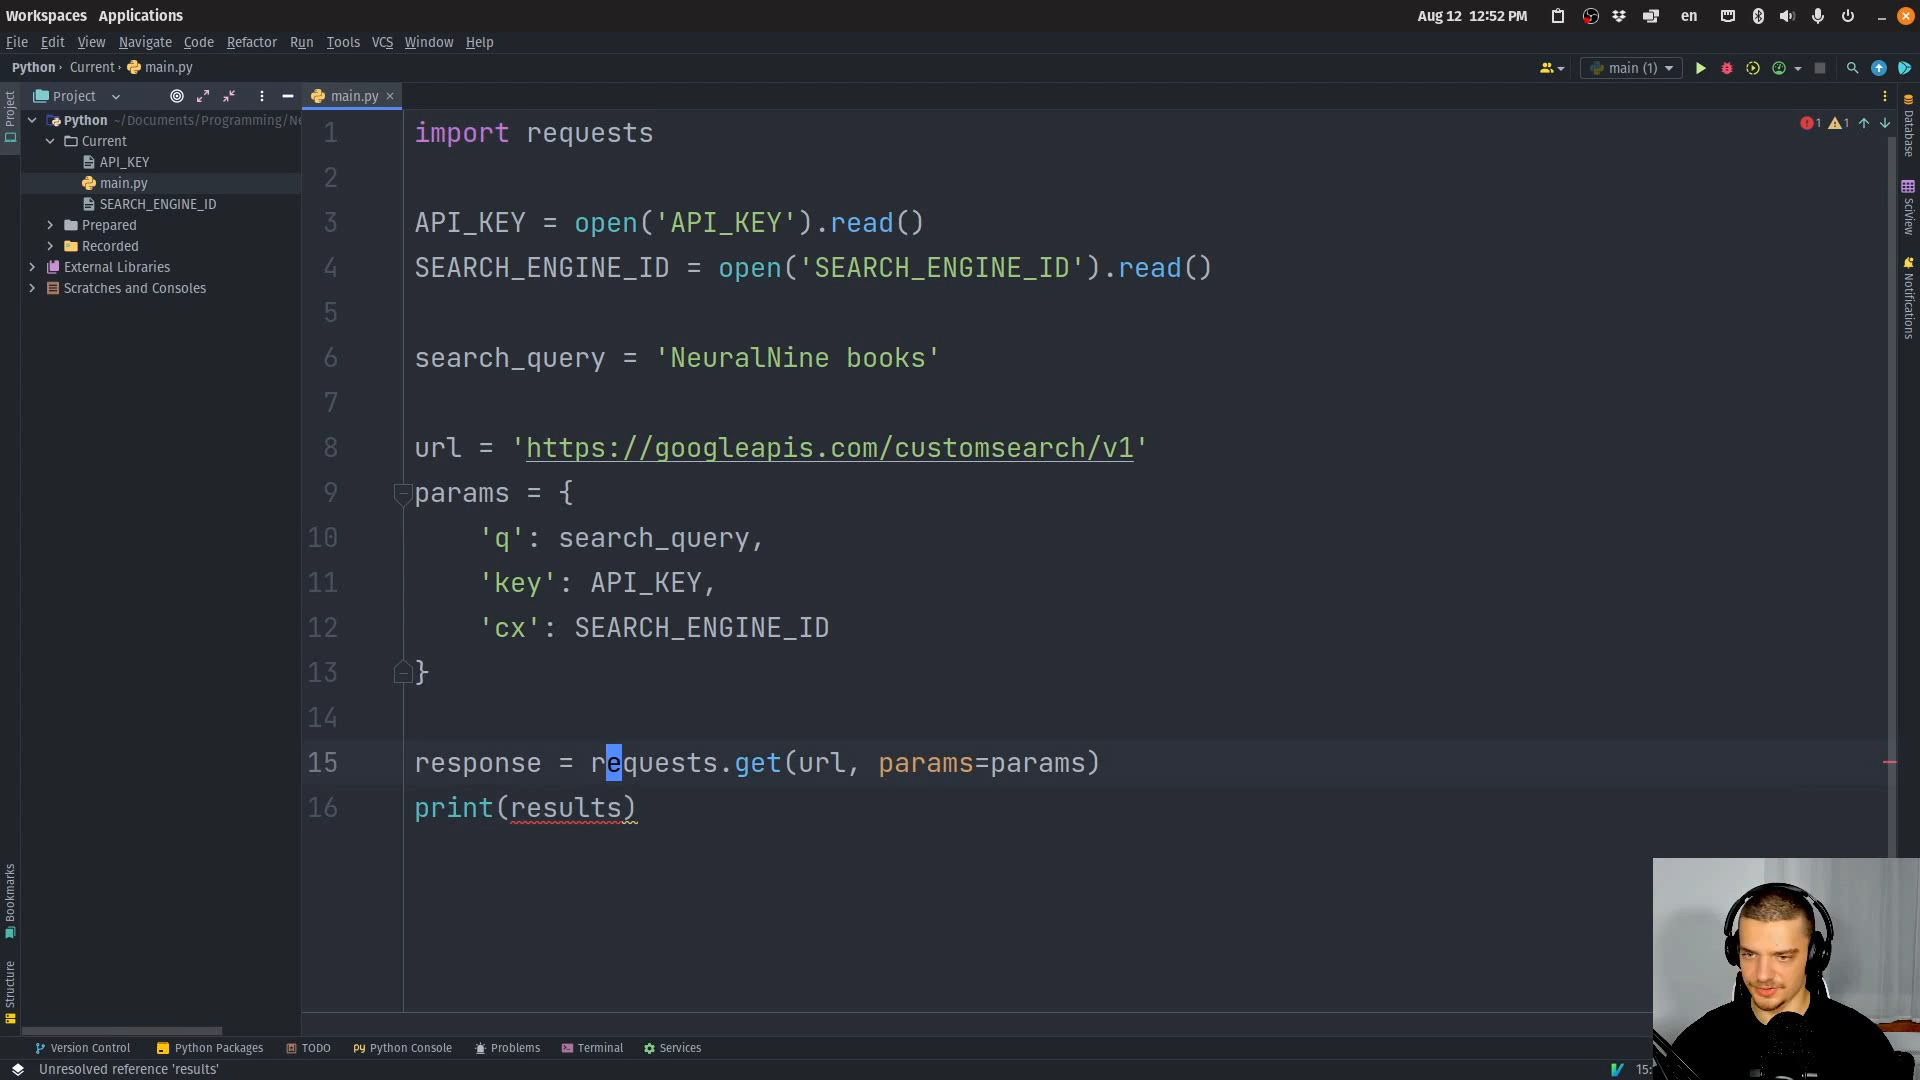 Workspaces Applications
Aug 12 12:52 PM
en
File Edit View Navigate Code Refactor Run Tools VCS Window Help
Python Current main.py
main (1)
Project
main.py
Python ~/Documents/Programming/Ne
Current
API_KEY
main.py
SEARCH_ENGINE_ID
Prepared
Recorded
External Libraries
Scratches and Consoles
Project
Bookmarks
Structure
1 import requests
2
3 API_KEY = open('API_KEY').read()
4 SEARCH_ENGINE_ID = open('SEARCH_ENGINE_ID').read()
5
6 search_query = 'NeuralNine books'
7
8 url = 'https://googleapis.com/customsearch/v1'
9 params = {
10 'q': search_query,
11 'key': API_KEY,
12 'cx': SEARCH_ENGINE_ID
13 }
14
15 response = requests.get(url, params=params)
16 print(results)
1 1
Database
SciView
Notifications
Version Control Python Packages TODO Python Console Problems Terminal Services
Unresolved reference 'results'
15: